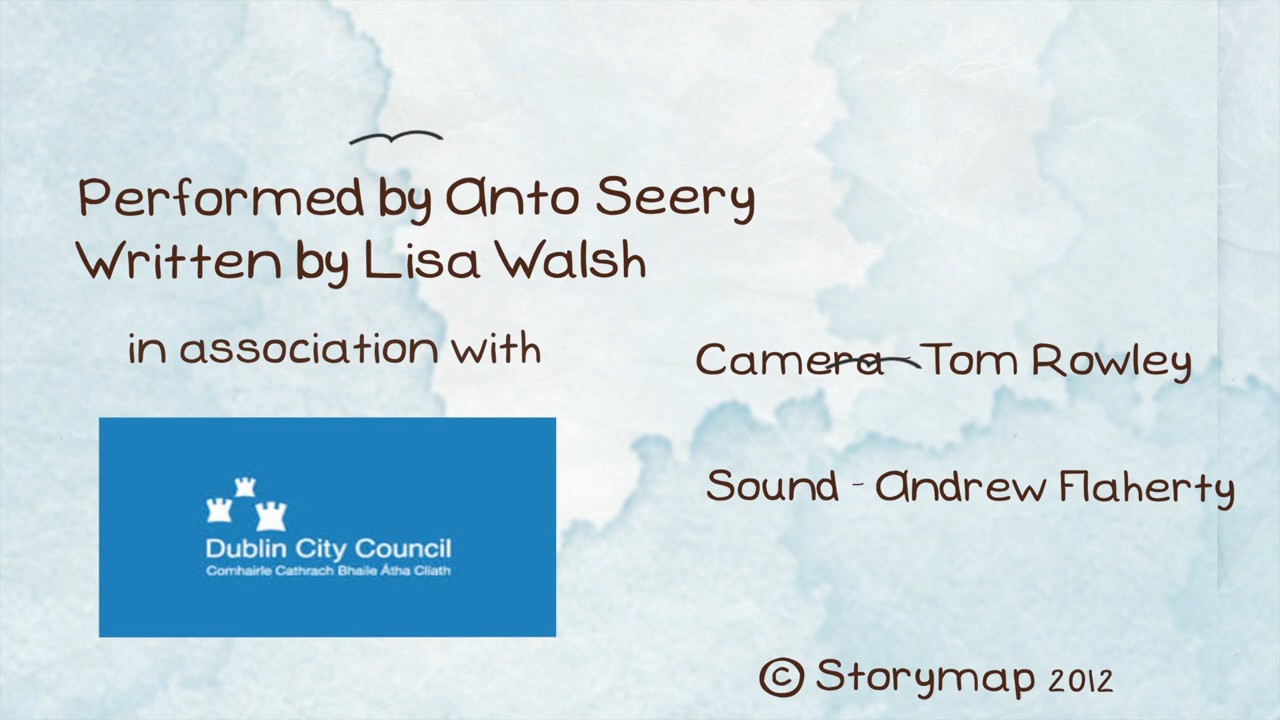 Performed by Anto Seery
Written by Lisa Walsh
in association with
Dublin City Council
Comhairle Cathrach Bhaile Átha Cliath
Camera - Tom Rowley
Sound - Andrew Flaherty
© Storymap 2012